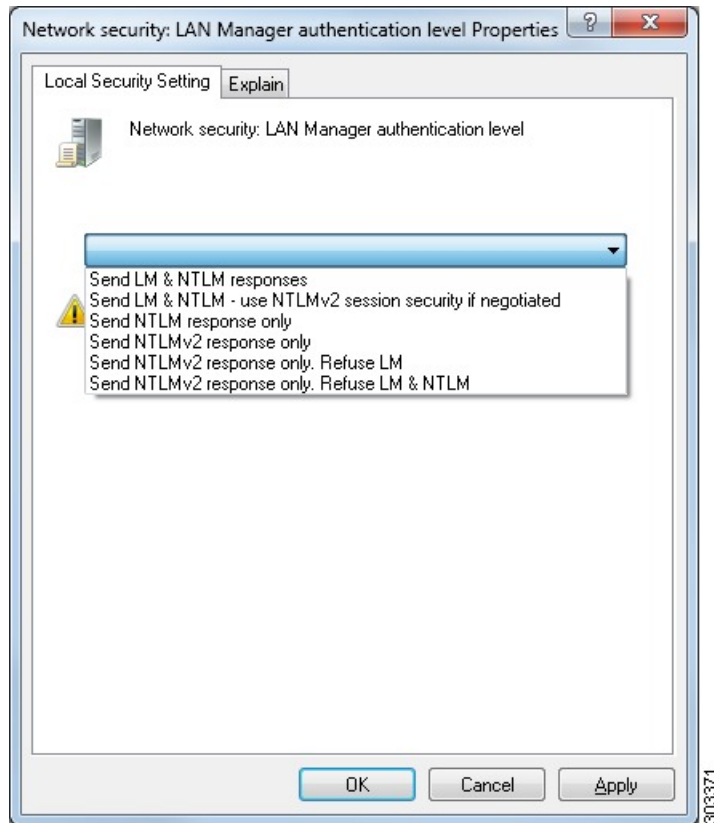 Network security: LAN Manager authentication level Properties
Local Security Setting
Explain
Network security: LAN Manager authentication level
Send LM & NTLM responses
Send LM & NTLM - use NTLMv2 session security if negotiated
Send NTLM response only
Send NTLMv2 response only
Send NTLMv2 response only. Refuse LM
Send NTLMv2 response only. Refuse LM & NTLM
OK
Cancel
Apply
303371